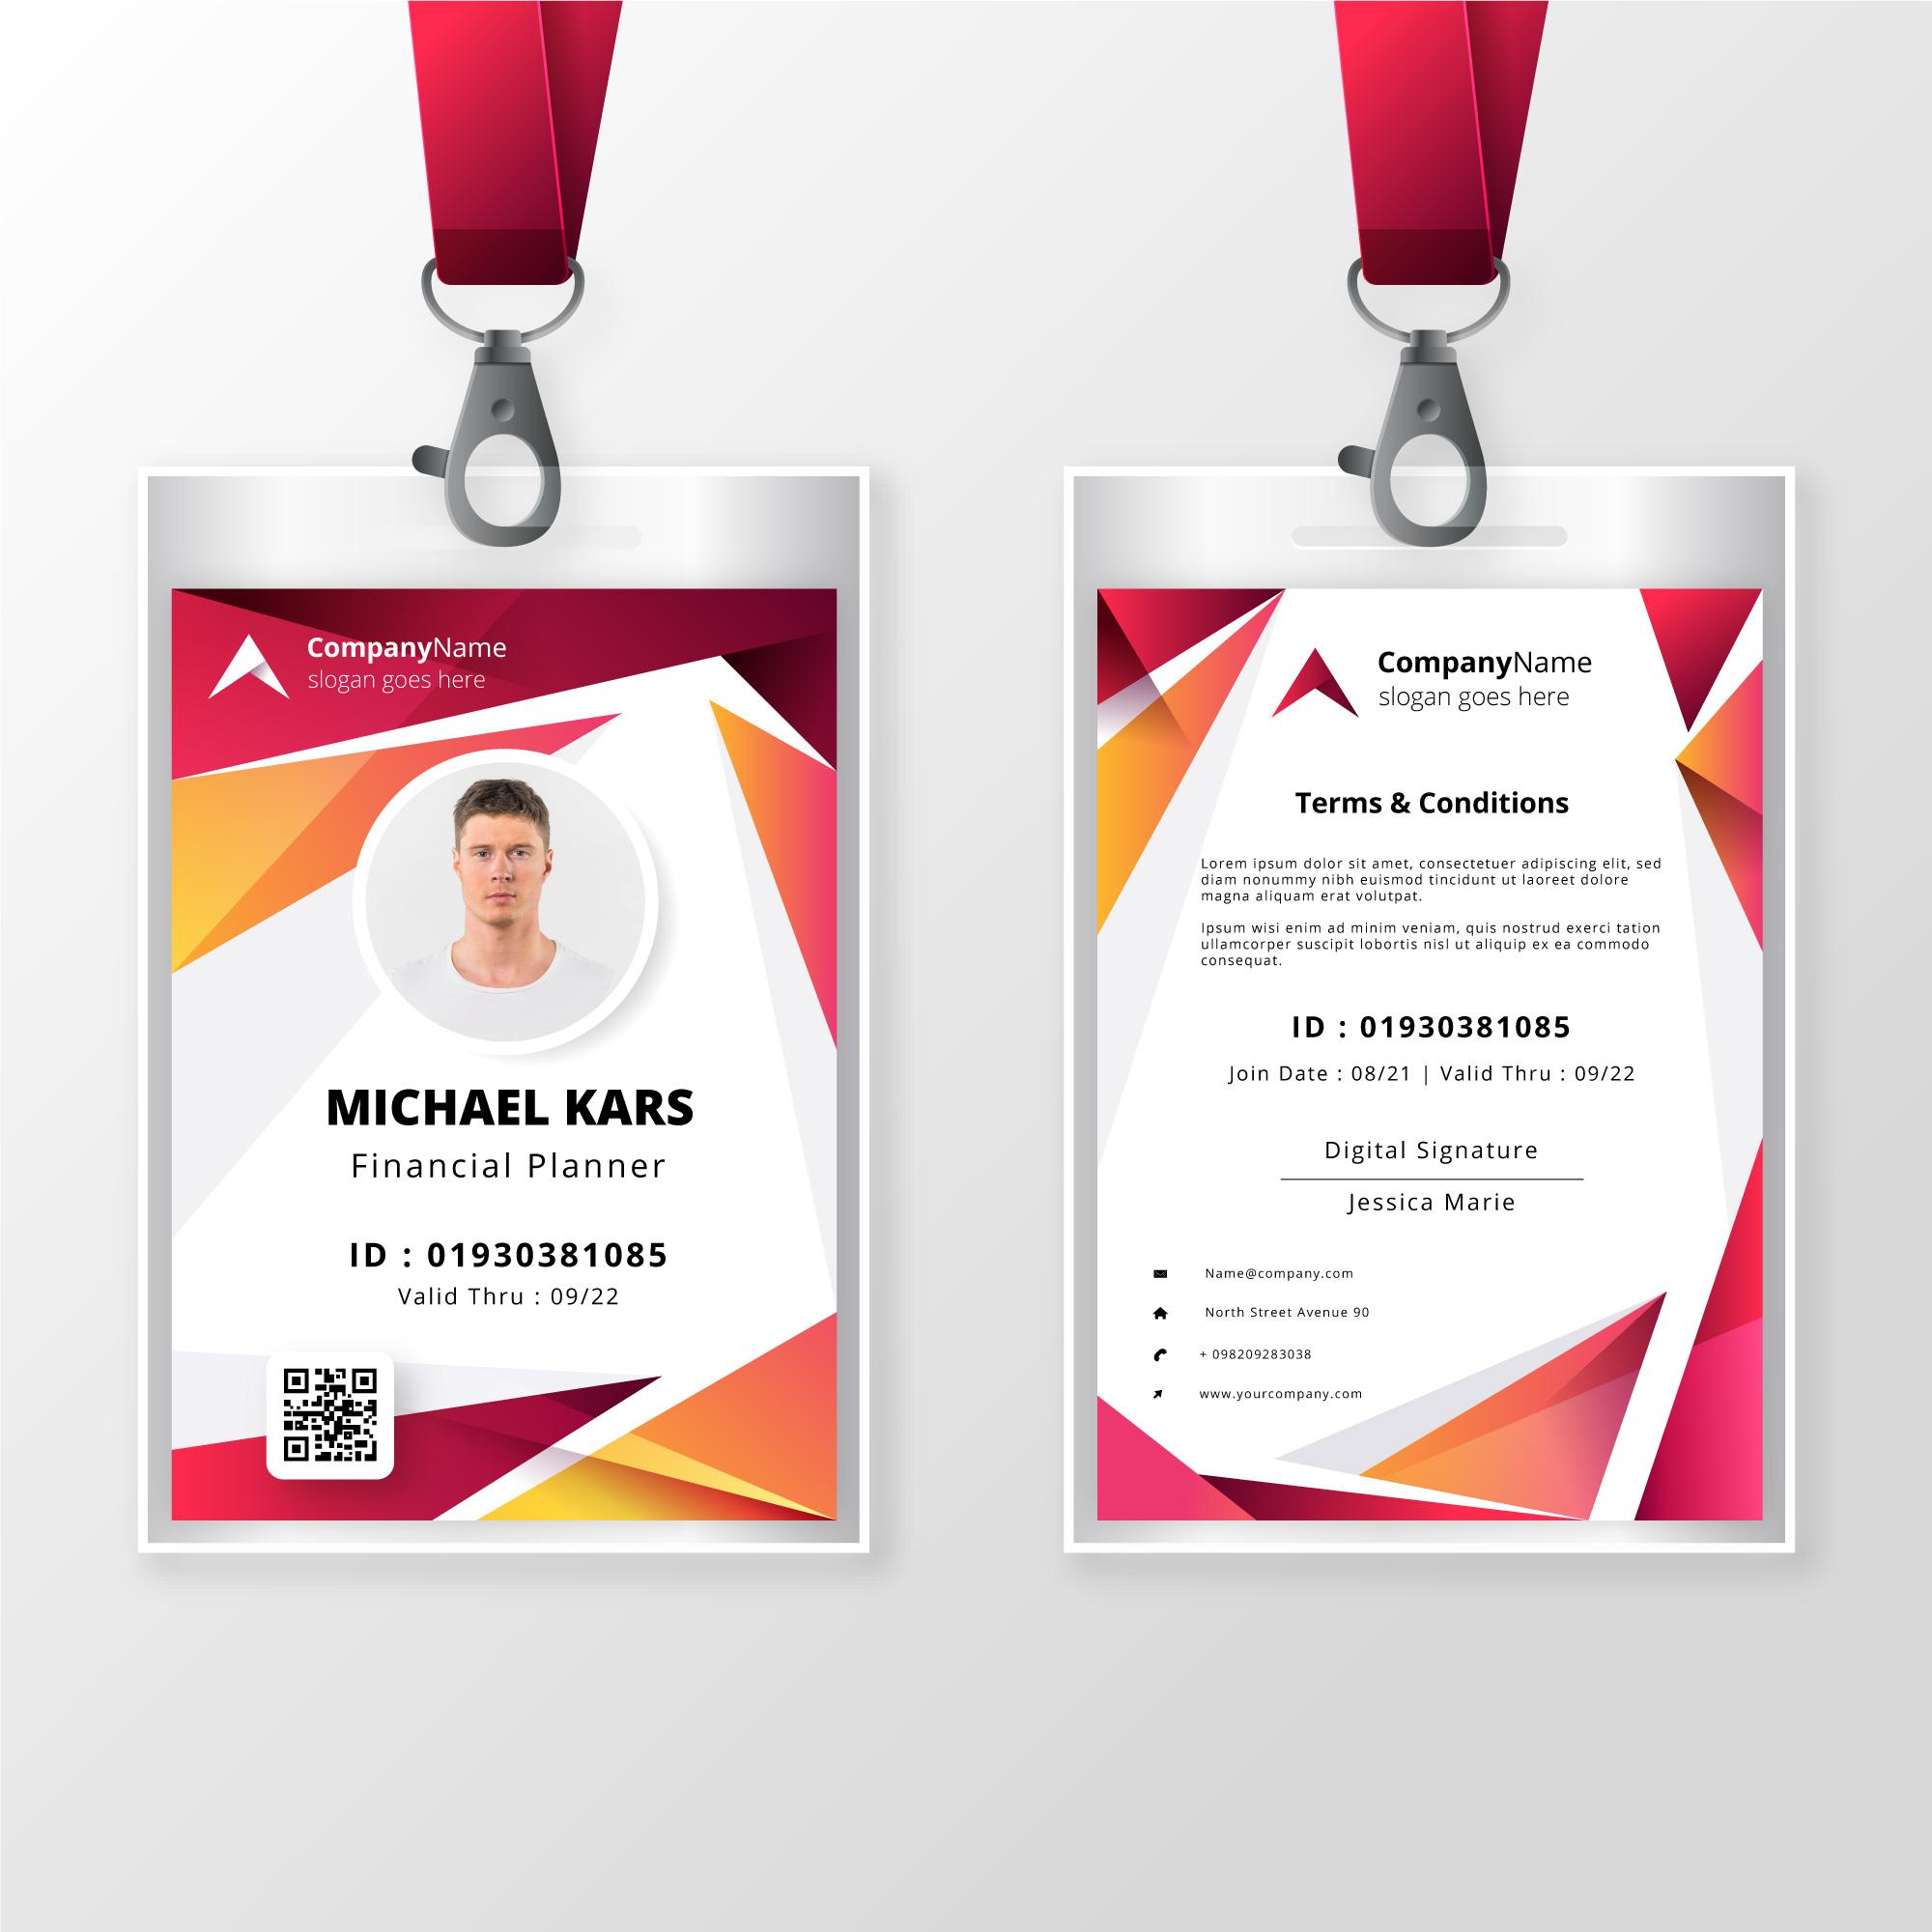 CompanyName
slogan goes here
MICHAEL KARS
Financial Planner
ID : 01930381085
Valid Thru : 09/22
CompanyName
slogan goes here
Terms & Conditions
Lorem ipsum dolor sit amet, consectetuer adipiscing elit, sed
diam nonummy nibh euismod tincidunt ut laoreet dolore
magna aliquam erat volutpat.
Ipsum wisi enim ad minim veniam, quis nostrud exerci tation
ullamcorper suscipit lobortis nisl ut aliquip ex ea commodo
consequat.
ID : 01930381085
Join Date : 08/21 | Valid Thru : 09/22
Digital Signature
Jessica Marie
Name@company.com
North Street Avenue 90
+ 098209283038
www.yourcompany.com